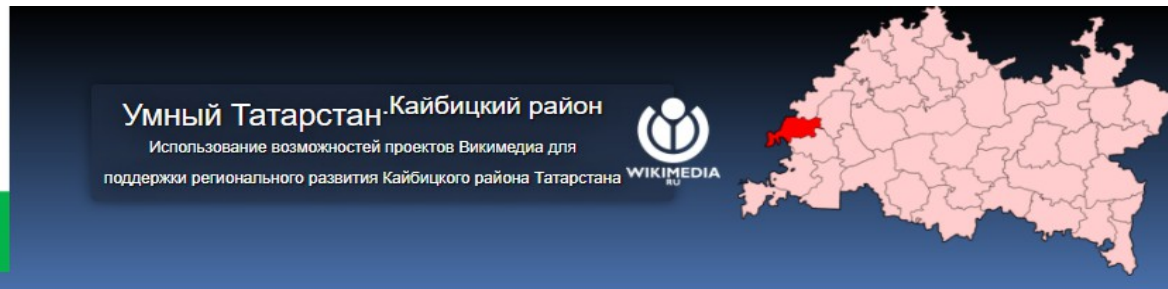 Умный Татарстан.Кайбицкий район
Использование возможностей проектов Викимедиа для
поддержки регионального развития Кайбицкого района Татарстана
WIKIMEDIA
RU